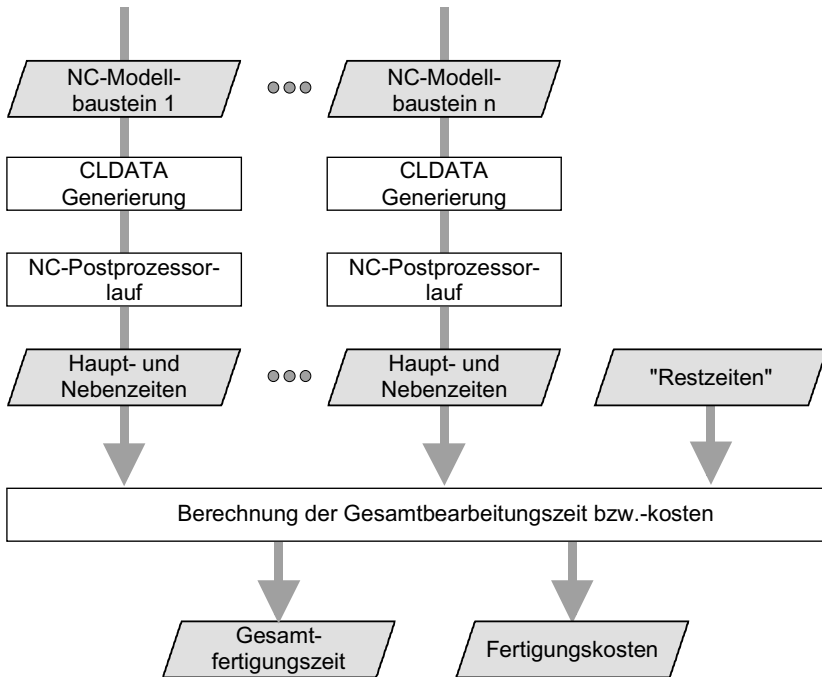 NC-Modell-
baustein 1
NC-Modell-
baustein n
CLDATA
Generierung
CLDATA
Generierung
NC-Postprozessor-
lauf
NC-Postprozessor-
lauf
Haupt- und
Nebenzeiten
Haupt- und
Nebenzeiten
"Restzeiten"
Berechnung der Gesamtbearbeitungszeit bzw.-kosten
Gesamt-
fertigungszeit
Fertigungskosten